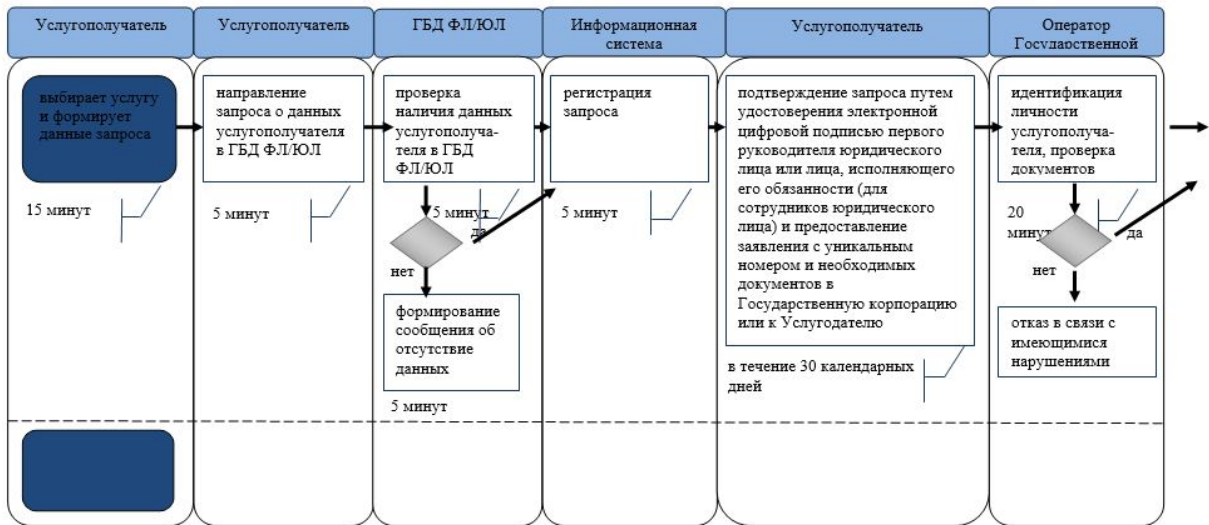 Услугополучатель
Услугополучатель
ГБД ФЛ/ЮЛ
Информационная
система
Услугополучатель
Оператор
Государственной
выбирает услугу
и формирует
данные запроса
15 минут
направление
запроса о данных
услугополучателя
в ГБД ФЛ/ЮЛ
5 минут
проверка
наличия данных
услугополуча-
теля в ГБД
ФЛ/ЮЛ
5 минут
да
нет
формирование
сообщения об
отсутствие
данных
5 минут
регистрация
запроса
5 минут
подтверждение запроса путем
удостоверения электронной
цифровой подписью первого
руководителя юридического
лица или лица, исполняющего
его обязанности (для
сотрудников юридического
лица) и предоставление
заявления с уникальным
номером и необходимых
документов в
Государственную корпорацию
или к Услугодателю
в течение 30 календарных
дней
идентификация
личности
услугополуча-
теля, проверка
документов
20
минут
да
нет
отказ в связи с
имеющимися
нарушениями